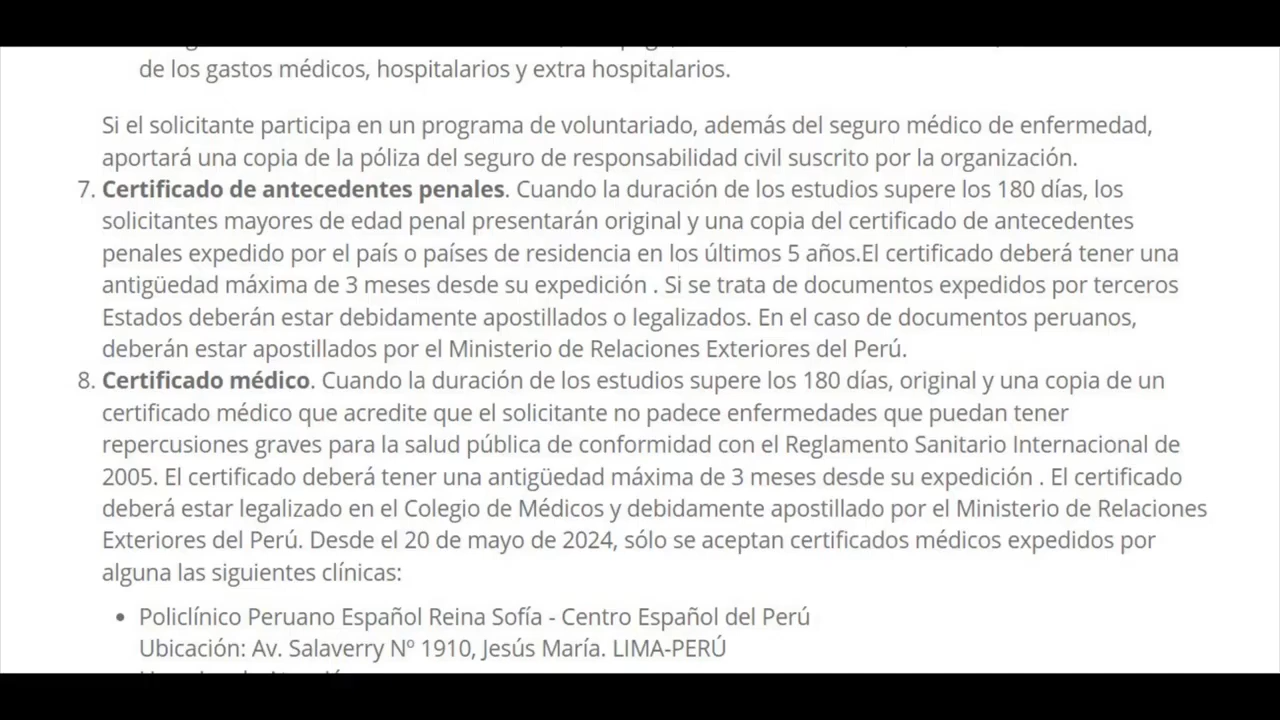 de los gastos médicos, hospitalarios y extra hospitalarios.
Si el solicitante participa en un programa de voluntariado, además del seguro médico de enfermedad,
aportará una copia de la póliza del seguro de responsabilidad civil suscrito por la organización.
7. Certificado de antecedentes penales. Cuando la duración de los estudios supere los 180 días, los
solicitantes mayores de edad penal presentarán original y una copia del certificado de antecedentes
penales expedido por el país o países de residencia en los últimos 5 años.El certificado deberá tener una
antigüedad máxima de 3 meses desde su expedición . Si se trata de documentos expedidos por terceros
Estados deberán estar debidamente apostillados o legalizados. En el caso de documentos peruanos,
deberán estar apostillados por el Ministerio de Relaciones Exteriores del Perú.
8. Certificado médico. Cuando la duración de los estudios supere los 180 días, original y una copia de un
certificado médico que acredite que el solicitante no padece enfermedades que puedan tener
repercusiones graves para la salud pública de conformidad con el Reglamento Sanitario Internacional de
2005. El certificado deberá tener una antigüedad máxima de 3 meses desde su expedición . El certificado
deberá estar legalizado en el Colegio de Médicos y debidamente apostillado por el Ministerio de Relaciones
Exteriores del Perú. Desde el 20 de mayo de 2024, sólo se aceptan certificados médicos expedidos por
alguna las siguientes clínicas:
• Policlínico Peruano Español Reina Sofía - Centro Español del Perú
Ubicación: Av. Salaverry Nº 1910, Jesús María. LIMA-PERÚ